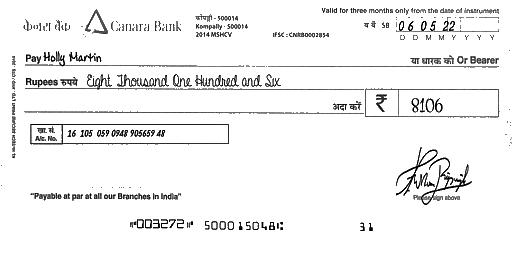 केनरा बैंक Canara Bank
कोंपल्ली - 500014
Kompally - 500014
2014 MSHCV
IFSC : CNRB0002854
Valid for three months only from the date of instrument
SB 06 05 22
D D M M Y Y Y Y
Pay Holly Martin या धारक को Or Bearer
Rupees रुपये Eight Thousand One Hundred and Six
अदा करें ₹ 8106
खा. सं.
A/c. No. 16 105 059 0948 905659 48
Please sign above
"Payable at par at all our Branches in India"
⑈003272⑈ 500015048⑆ 31